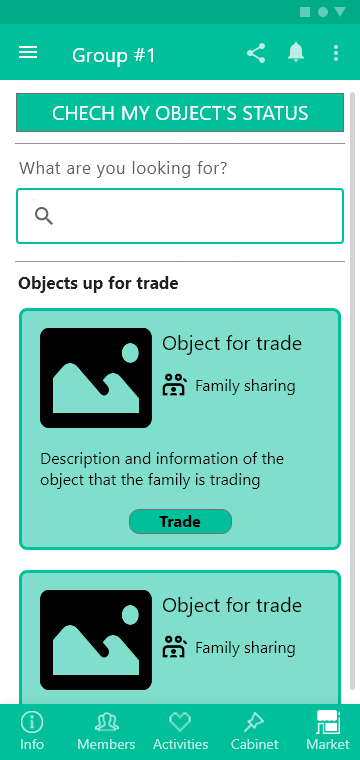 Group #1
CHECH MY OBJECT'S STATUS
What are you looking for?
Objects up for trade
Object for trade
Family sharing
Description and information of the
object that the family is trading
Trade
Object for trade
Family sharing
Info
Members
Activities
Cabinet
Market